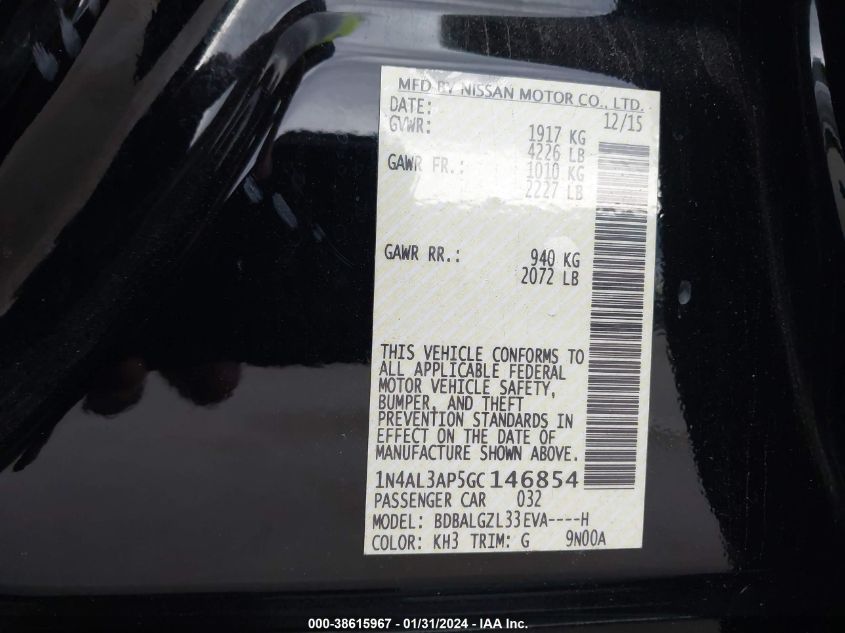 MFD BY NISSAN MOTOR CO., LTD.
DATE: 12/15
GVWR: 1917 KG
4226 LB
GAWR FR.: 1010 KG
2227 LB
GAWR RR.: 940 KG
2072 LB
THIS VEHICLE CONFORMS TO
ALL APPLICABLE FEDERAL
MOTOR VEHICLE SAFETY,
BUMPER, AND THEFT
PREVENTION STANDARDS IN
EFFECT ON THE DATE OF
MANUFACTURE SHOWN ABOVE.
1N4AL3AP5GC146854
PASSENGER CAR 032
MODEL: BDBALGZL33EVA----H
COLOR: KH3 TRIM: G 9N00A
000-38615967 - 01/31/2024 - IAA Inc.